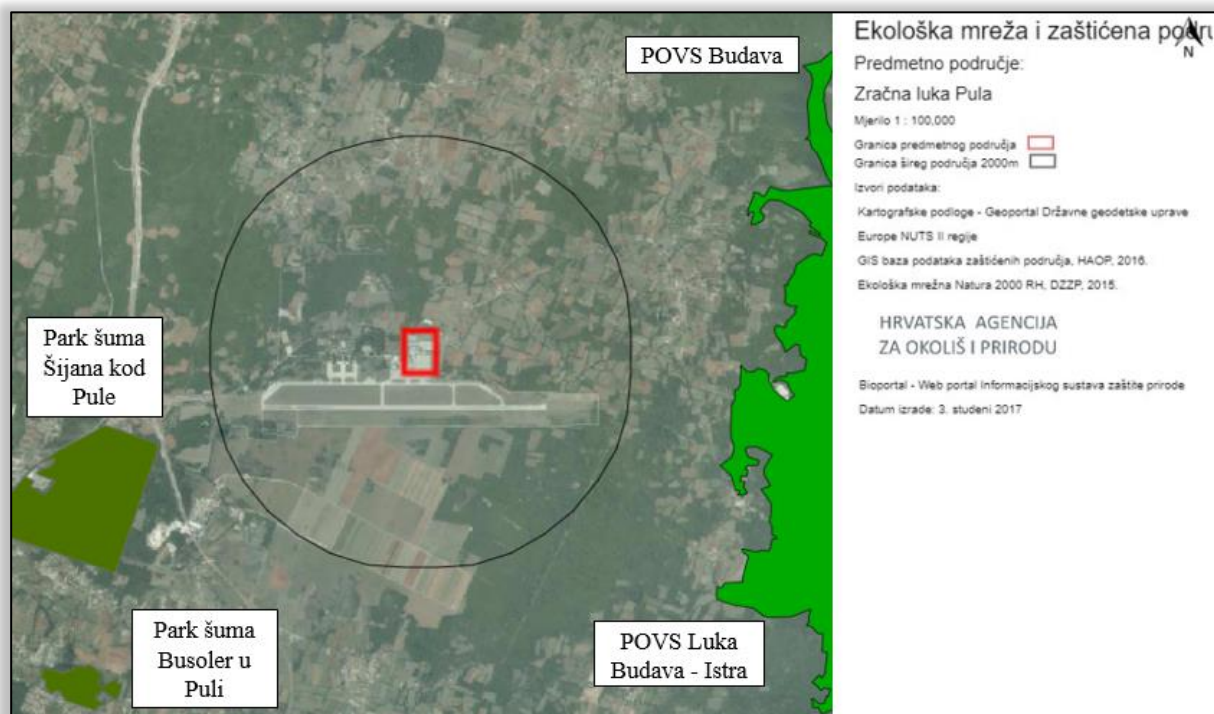 POVS Budava
Park šuma
Šijana kod
Pule
Park šuma
Busoler u
Puli
POVS Luka
Budava - Istra
Ekološka mreža i zaštićena podru
N
Predmetno područje:
Zračna luka Pula
Mjerilo 1 : 100,000
Granica predmetnog područja
Granica šireg područja 2000m
Izvori podataka:
Kartografske podloge - Geoportal Državne geodetske uprave
Europe NUTS II regije
GIS baza podataka zaštićenih područja, HAOP, 2016.
Ekološka mrežna Natura 2000 RH, DZZP, 2015.
HRVATSKA AGENCIJA
ZA OKOLIŠ I PRIRODU
Bioportal - Web portal Informacijskog sustava zaštite prirode
Datum izrade: 3. studeni 2017